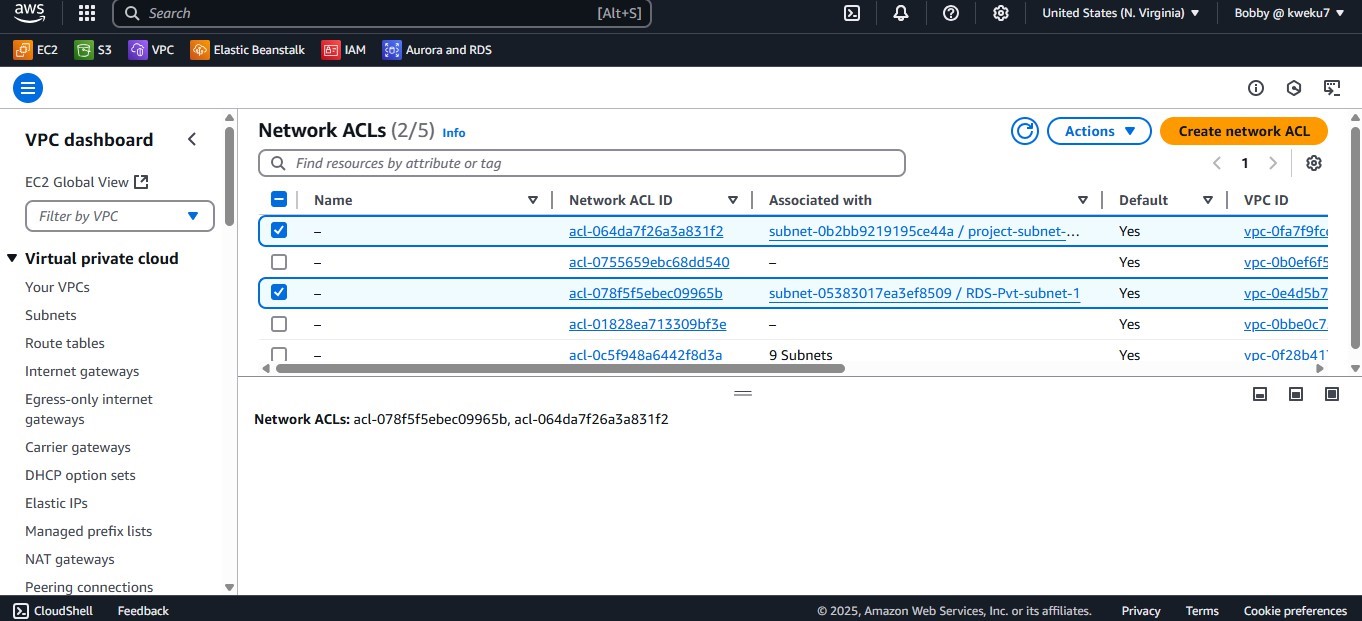 aws
Search [Alt+S] United States (N. Virginia) ▼ Bobby @ kweku7 ▼
EC2 S3 VPC Elastic Beanstalk IAM Aurora and RDS
VPC dashboard
EC2 Global View
Filter by VPC
Virtual private cloud
Your VPCs
Subnets
Route tables
Internet gateways
Egress-only internet
gateways
Carrier gateways
DHCP option sets
Elastic IPs
Managed prefix lists
NAT gateways
Peering connections
Network ACLs (2/5) Info
Actions Create network ACL
Find resources by attribute or tag
1
Name Network ACL ID Associated with Default VPC ID
– acl-064da7f26a3a831f2 subnet-0b2bb9219195ce44a / project-subnet-... Yes vpc-0fa7f9fc
– acl-0755659ebc68dd540 – Yes vpc-0b0ef6f5
– acl-078f5f5ebec09965b subnet-05383017ea3ef8509 / RDS-Pvt-subnet-1 Yes vpc-0e4d5b7
– acl-01828ea713309bf3e – Yes vpc-0bbe0c7
– acl-0c5f948a6442f8d3a 9 Subnets Yes vpc-0f28b41
Network ACLs: acl-078f5f5ebec09965b, acl-064da7f26a3a831f2
CloudShell Feedback © 2025, Amazon Web Services, Inc. or its affiliates. Privacy Terms Cookie preferences